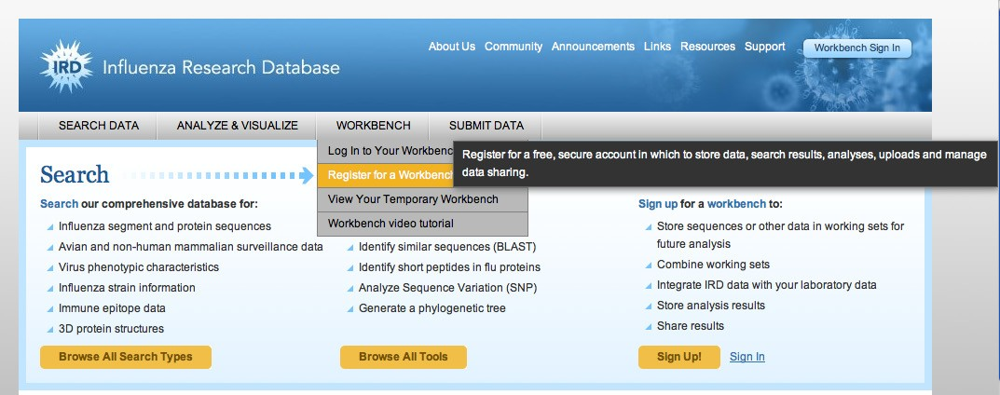 About Us Community Announcements Links Resources Support Workbench Sign In
IRD Influenza Research Database
SEARCH DATA ANALYZE & VISUALIZE WORKBENCH SUBMIT DATA
Log In to Your Workbenc
Register for a Workbench
View Your Temporary Workbench
Workbench video tutorial
Register for a free, secure account in which to store data, search results, analyses, uploads and manage
data sharing.
Search
Search our comprehensive database for:
Influenza segment and protein sequences
Avian and non-human mammalian surveillance data
Virus phenotypic characteristics
Influenza strain information
Immune epitope data
3D protein structures
Browse All Search Types
Identify similar sequences (BLAST)
Identify short peptides in flu proteins
Analyze Sequence Variation (SNP)
Generate a phylogenetic tree
Browse All Tools
Sign up for a workbench to:
Store sequences or other data in working sets for
future analysis
Combine working sets
Integrate IRD data with your laboratory data
Store analysis results
Share results
Sign Up! Sign In